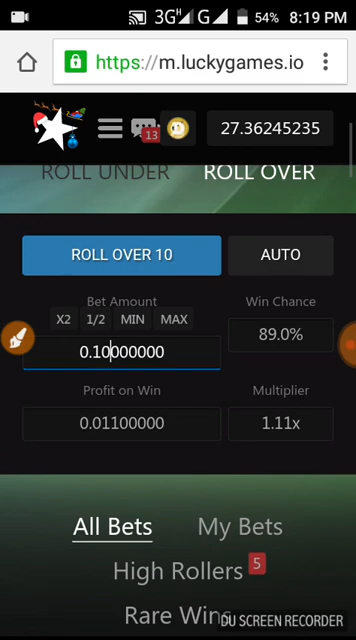 3G H G 54% 8:19 PM
https://m.luckygames.io
13 27.36245235
ROLL UNDER ROLL OVER
ROLL OVER 10 AUTO
Bet Amount Win Chance
X2 1/2 MIN MAX
89.0%
0.10000000
Profit on Win Multiplier
0.01100000 1.11x
All Bets My Bets
High Rollers 5
Rare Wins
DU SCREEN RECORDER